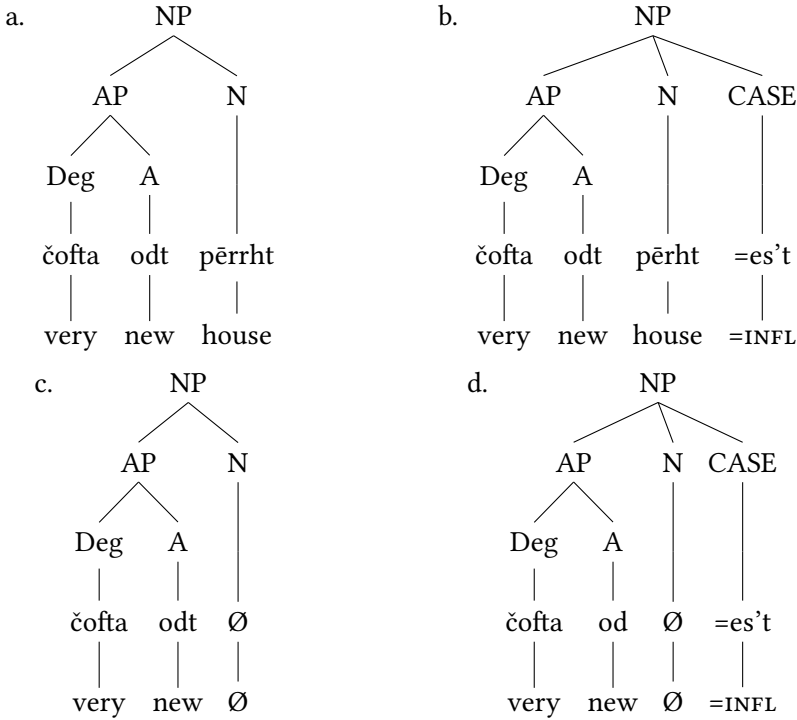 a. NP b. NP
AP N AP N CASE
Deg A Deg A
čofta odt pērrht čofta odt pērht =es’t
very new house very new house =INFL
c. NP d. NP
AP N AP N CASE
Deg A Deg A
čofta odt Ø čofta od Ø =es’t
very new Ø very new Ø =INFL